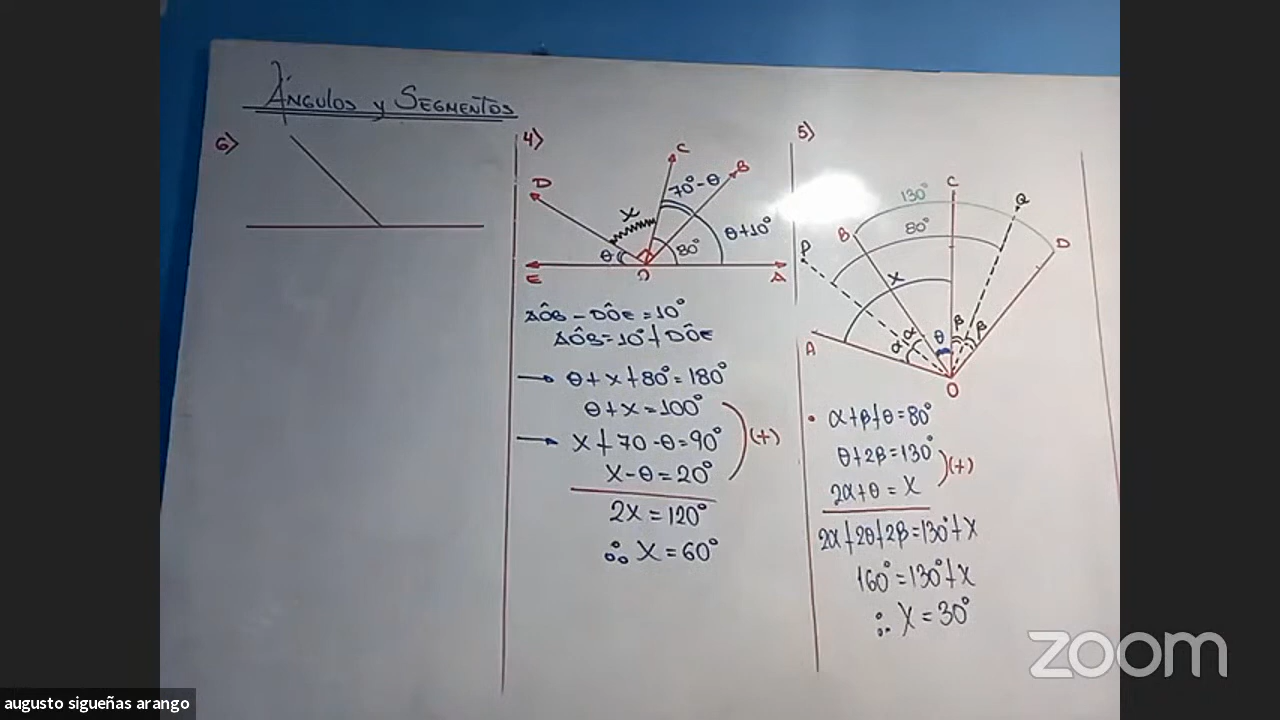 Ángulos y Segmentos
6)
4)
C
B
D
70°-θ
x
θ+10°
θ
80°
E
O
A
AÔB - DÔE = 10°
AÔB = 10° + DÔE
→ θ + x + 80° = 180°
θ + x = 100°
→ x + 70 - θ = 90°
(+)
x - θ = 20°
2x = 120°
∴ x = 60°
5)
C
130°
Q
80°
B
D
P
x
A
α
α
θ
β
β
O
• α+β+θ = 80°
θ+2β = 130°
(+)
2α+θ = x
2α+2θ+2β = 130° + x
160° = 130° + x
∴ x = 30°
zoom
augusto sigueñas arango